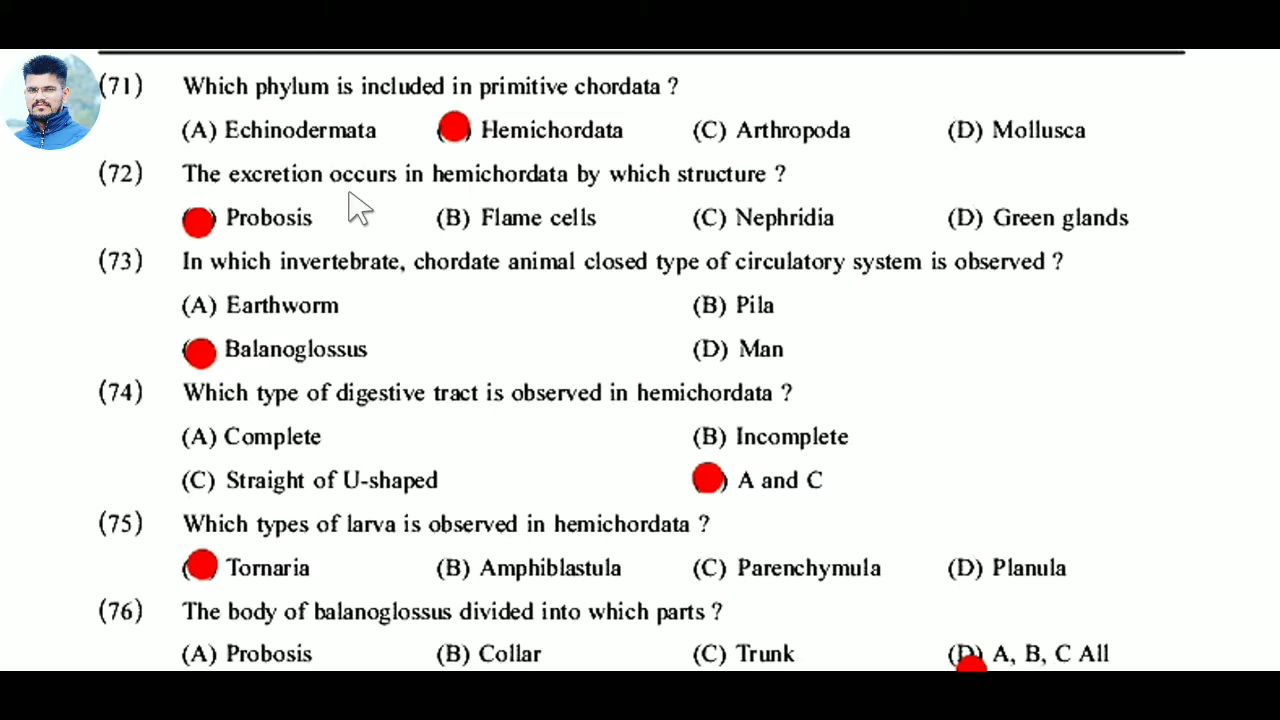 (71) Which phylum is included in primitive chordata ?
(A) Echinodermata ( ) Hemichordata (C) Arthropoda (D) Mollusca
(72) The excretion occurs in hemichordata by which structure ?
( ) Probosis (B) Flame cells (C) Nephridia (D) Green glands
(73) In which invertebrate, chordate animal closed type of circulatory system is observed ?
(A) Earthworm (B) Pila
( Balanoglossus (D) Man
(74) Which type of digestive tract is observed in hemichordata ?
(A) Complete (B) Incomplete
(C) Straight of U-shaped ) A and C
(75) Which types of larva is observed in hemichordata ?
( ) Tornaria (B) Amphiblastula (C) Parenchymula (D) Planula
(76) The body of balanoglossus divided into which parts ?
(A) Probosis (B) Collar (C) Trunk (D) A, B, C All